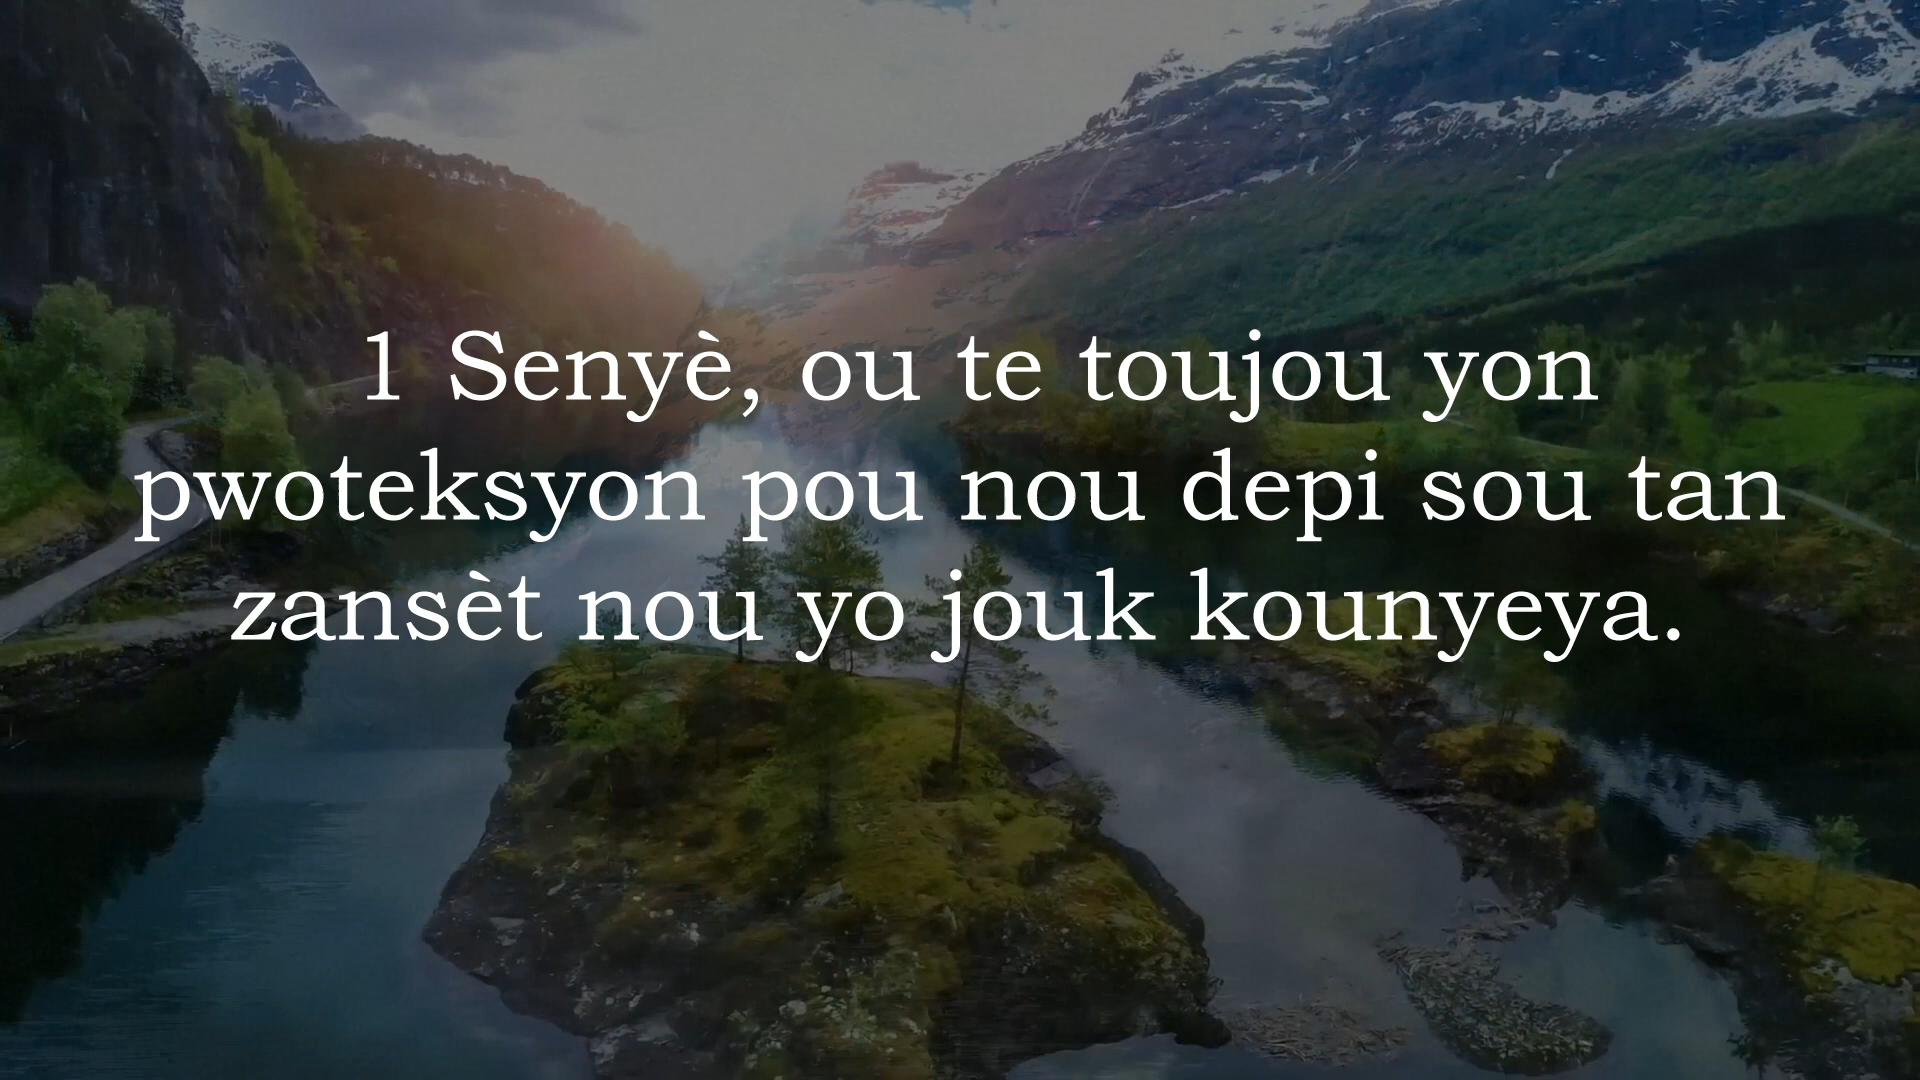 1 Senyè, ou te toujou yon
pwoteksyon pou nou depi sou tan
zansèt nou yo jouk kounyeya.